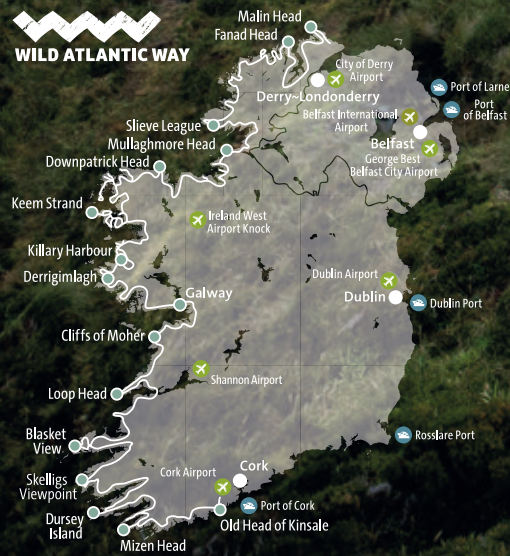 WILD ATLANTIC WAY
Malin Head
Fanad Head
City of Derry
Airport
Derry~Londonderry
Port of Larne
Port
of Belfast
Belfast International
Airport
Belfast
George Best
Belfast City Airport
Slieve League
Mullaghmore Head
Downpatrick Head
Keem Strand
Ireland West
Airport Knock
Killary Harbour
Derrigimlagh
Galway
Dublin Airport
Dublin
Dublin Port
Cliffs of Moher
Shannon Airport
Loop Head
Blasket
View
Rosslare Port
Skelligs
Viewpoint
Cork Airport
Cork
Port of Cork
Dursey
Island
Old Head of Kinsale
Mizen Head